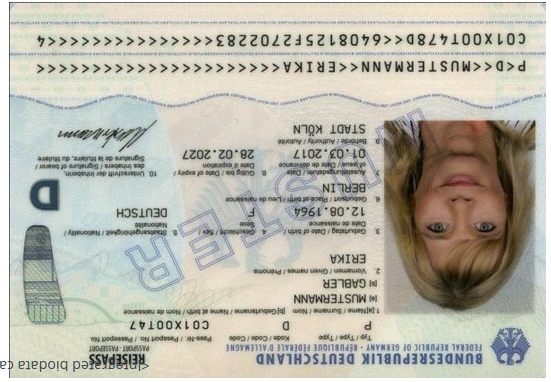 BUNDESREPUBLIK DEUTSCHLAND
FEDERAL REPUBLIC OF GERMANY · RÉPUBLIQUE FÉDÉRALE D'ALLEMAGNE
REISEPASS
PASSPORT PASSEPORT
Typ / Type / Type Kode / Code / Code Pass-Nr. / Passport No. / Passeport No
P D C01X00T47
1.[a] Name / Surname / Nom [b] Geburtsname / Name at birth / Nom de naissance
[a] MUSTERMANN
[b] GABLER
2. Vornamen / Given names / Prénoms
ERIKA
3. Geburtstag / Date of birth / Date de naissance 4. Geschlecht / Sex / Sexe 5. Staatsangehörigkeit / Nationality / Nationalité
12.08.1964 F DEUTSCH
6. Geburtsort / Place of birth / Lieu de naissance
BERLIN
7. Ausstellungsdatum / Date of issue / Date de délivrance 8. Gültig bis / Date of expiry / Date d'expiration
01.03.2017 28.02.2027
9. Behörde / Authority / Autorité
STADT KÖLN
10. Unterschrift der Inhaberin, des Inhabers / Signature of bearer / Signature de la titulaire, du titulaire
D
MUSTER
P<D<<MUSTERMANN<<ERIKA<<<<<<<<<<<<<<<<<<<<<<
C01X00T478D<<6408125F2702283<<<<<<<<<<<<<<<4
<Integrated biodata ca